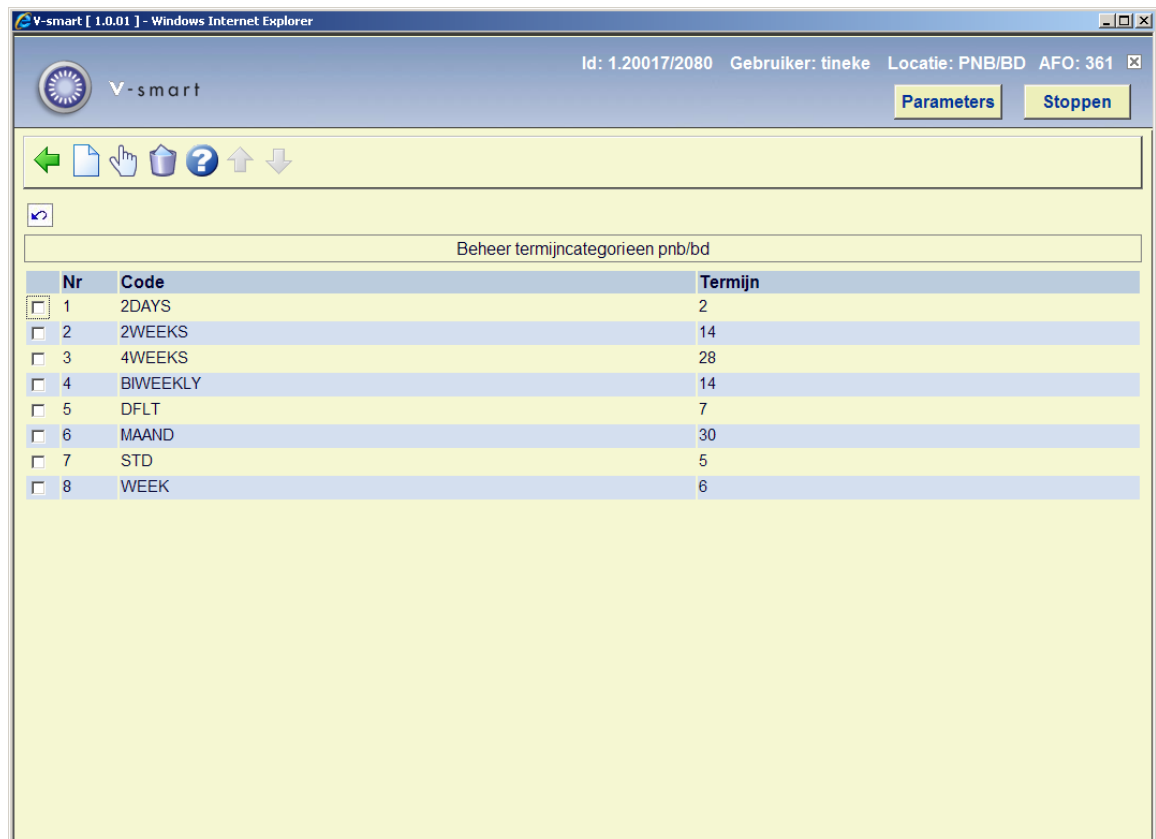 V-smart [ 1.0.01 ] - Windows Internet Explorer
Id: 1.20017/2080 Gebruiker: tineke Locatie: PNB/BD AFO: 361
V-smart
Parameters Stoppen
?
Beheer termijncategorieen pnb/bd
Nr Code Termijn
1 2DAYS 2
2 2WEEKS 14
3 4WEEKS 28
4 BIWEEKLY 14
5 DFLT 7
6 MAAND 30
7 STD 5
8 WEEK 6